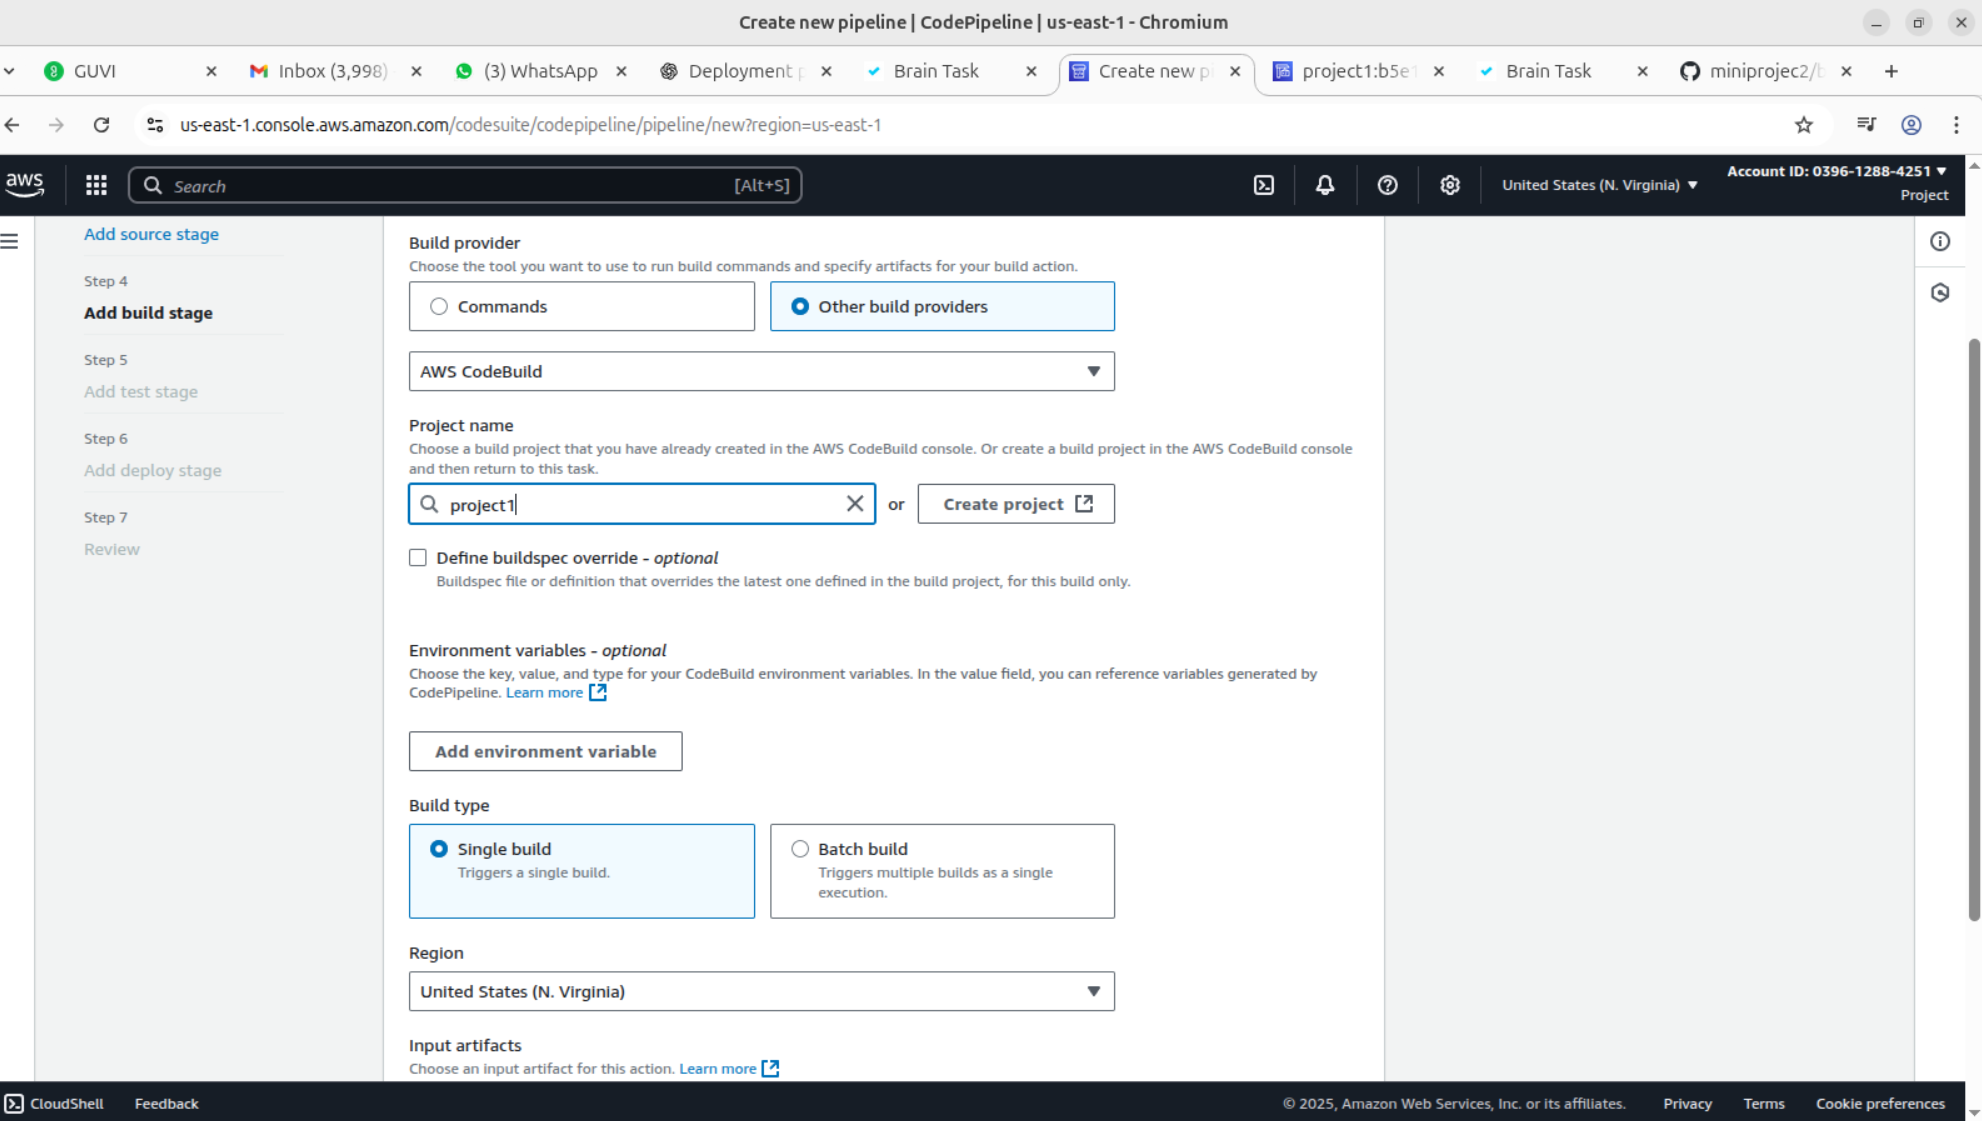 Create new pipeline | CodePipeline | us-east-1 - Chromium
GUVI
Inbox (3,998)
(3) WhatsApp
Deployment p
Brain Task
Create new pi
project1:b5e1
Brain Task
miniprojec2/b
us-east-1.console.aws.amazon.com/codesuite/codepipeline/pipeline/new?region=us-east-1
aws
Search
[Alt+S]
United States (N. Virginia)
Account ID: 0396-1288-4251
Project
Add source stage
Step 4
Add build stage
Step 5
Add test stage
Step 6
Add deploy stage
Step 7
Review
Build provider
Choose the tool you want to use to run build commands and specify artifacts for your build action.
Commands
Other build providers
AWS CodeBuild
Project name
Choose a build project that you have already created in the AWS CodeBuild console. Or create a build project in the AWS CodeBuild console
and then return to this task.
project1
or
Create project
Define buildspec override - optional
Buildspec file or definition that overrides the latest one defined in the build project, for this build only.
Environment variables - optional
Choose the key, value, and type for your CodeBuild environment variables. In the value field, you can reference variables generated by
CodePipeline. Learn more
Add environment variable
Build type
Single build
Triggers a single build.
Batch build
Triggers multiple builds as a single
execution.
Region
United States (N. Virginia)
Input artifacts
Choose an input artifact for this action. Learn more
CloudShell
Feedback
© 2025, Amazon Web Services, Inc. or its affiliates.
Privacy
Terms
Cookie preferences